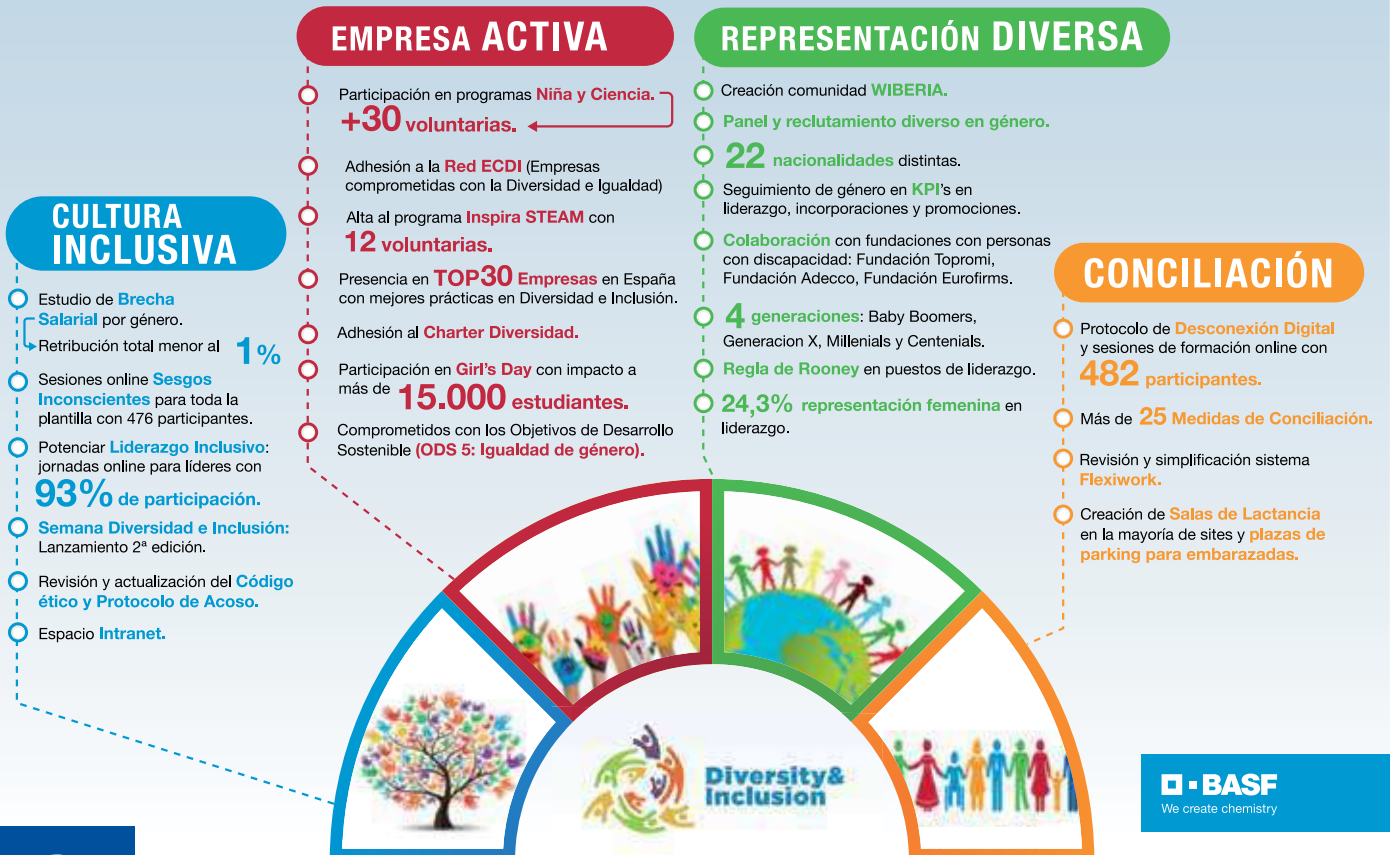 CULTURA
INCLUSIVA
Estudio de Brecha
Salarial por género.
Retribución total menor al 1%
Sesiones online Sesgos
Inconscientes para toda la
plantilla con 476 participantes.
Potenciar Liderazgo Inclusivo:
jornadas online para líderes con
93% de participación.
Semana Diversidad e Inclusión:
Lanzamiento 2ª edición.
Revisión y actualización del Código
ético y Protocolo de Acoso.
Espacio Intranet.
EMPRESA ACTIVA
Participación en programas Niña y Ciencia.
+30 voluntarias.
Adhesión a la Red ECDI (Empresas
comprometidas con la Diversidad e Igualdad)
Alta al programa Inspira STEAM con
12 voluntarias.
Presencia en TOP30 Empresas en España
con mejores prácticas en Diversidad e Inclusión.
Adhesión al Charter Diversidad.
Participación en Girl's Day con impacto a
más de 15.000 estudiantes.
Comprometidos con los Objetivos de Desarrollo
Sostenible (ODS 5: Igualdad de género).
REPRESENTACIÓN DIVERSA
Creación comunidad WIBERIA.
Panel y reclutamiento diverso en género.
22 nacionalidades distintas.
Seguimiento de género en KPI's en
liderazgo, incorporaciones y promociones.
Colaboración con fundaciones con personas
con discapacidad: Fundación Topromi,
Fundación Adecco, Fundación Eurofirms.
4 generaciones: Baby Boomers,
Generacion X, Millenials y Centenials.
Regla de Rooney en puestos de liderazgo.
24,3% representación femenina en
liderazgo.
CONCILIACIÓN
Protocolo de Desconexión Digital
y sesiones de formación online con
482 participantes.
Más de 25 Medidas de Conciliación.
Revisión y simplificación sistema
Flexiwork.
Creación de Salas de Lactancia
en la mayoría de sites y plazas de
parking para embarazadas.
Diversity&
Inclusion
BASF
We create chemistry